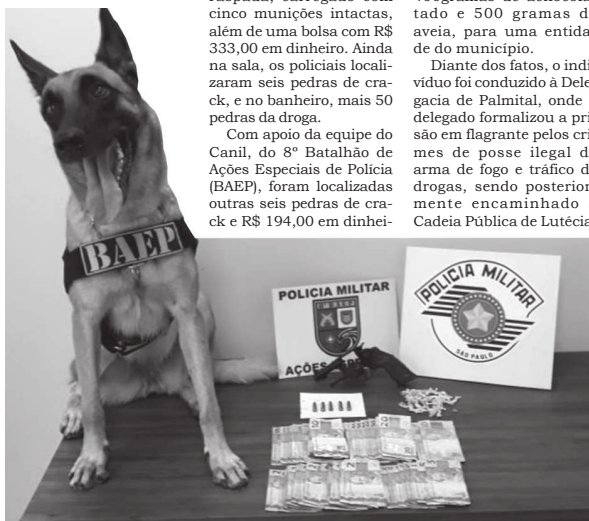 cinco munições intactas,
além de uma bolsa com R$
333,00 em dinheiro. Ainda
na sala, os policiais locali-
zaram seis pedras de cra-
ck, e no banheiro, mais 50
pedras da droga.
Com apoio da equipe do
Canil, do 8º Batalhão de
Ações Especiais de Polícia
(BAEP), foram localizadas
outras seis pedras de cra-
ck e R$ 194,00 em dinhei-
tado e 500 gramas d
aveia, para uma entida
de do município.
Diante dos fatos, o indi
víduo foi conduzido à Dele
gacia de Palmital, onde
delegado formalizou a pri
são em flagrante pelos cri
mes de posse ilegal d
arma de fogo e tráfico d
drogas, sendo posterior
mente encaminhado
Cadeia Pública de Lutécia
BAEP
POLICIA MILITAR
AÇÕES
POLICIA MILITAR
SÃO PAULO